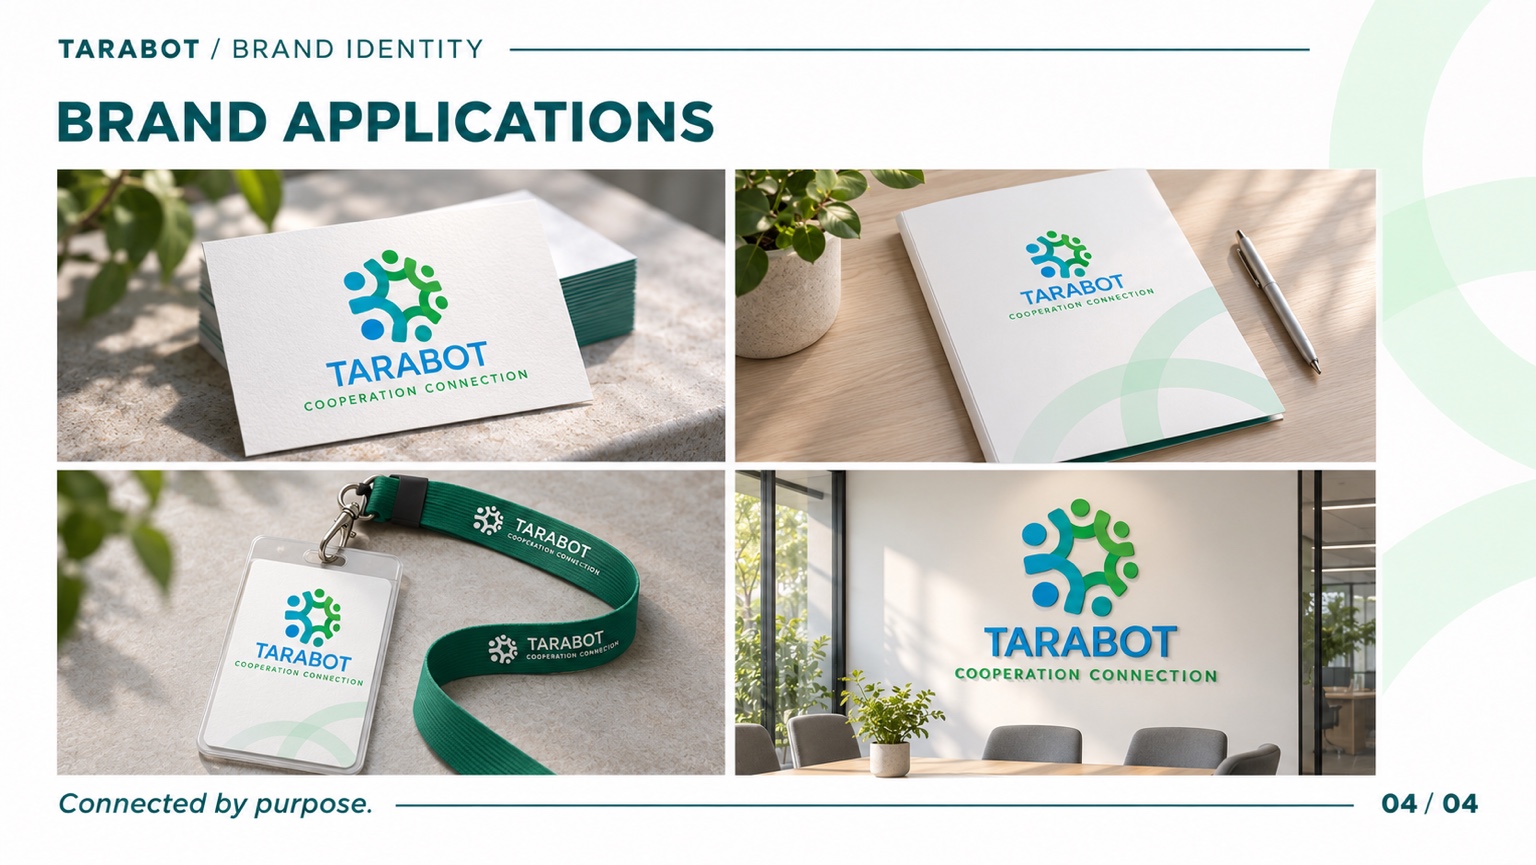 TARABOT / BRAND IDENTITY
BRAND APPLICATIONS
TARABOT
COOPERATION CONNECTION
TARABOT
COOPERATION CONNECTION
TARABOT
COOPERATION CONNECTION
TARABOT
COOPERATION CONNECTION
TARABOT
COOPERATION CONNECTION
TARABOT
COOPERATION CONNECTION
Connected by purpose.
04 / 04